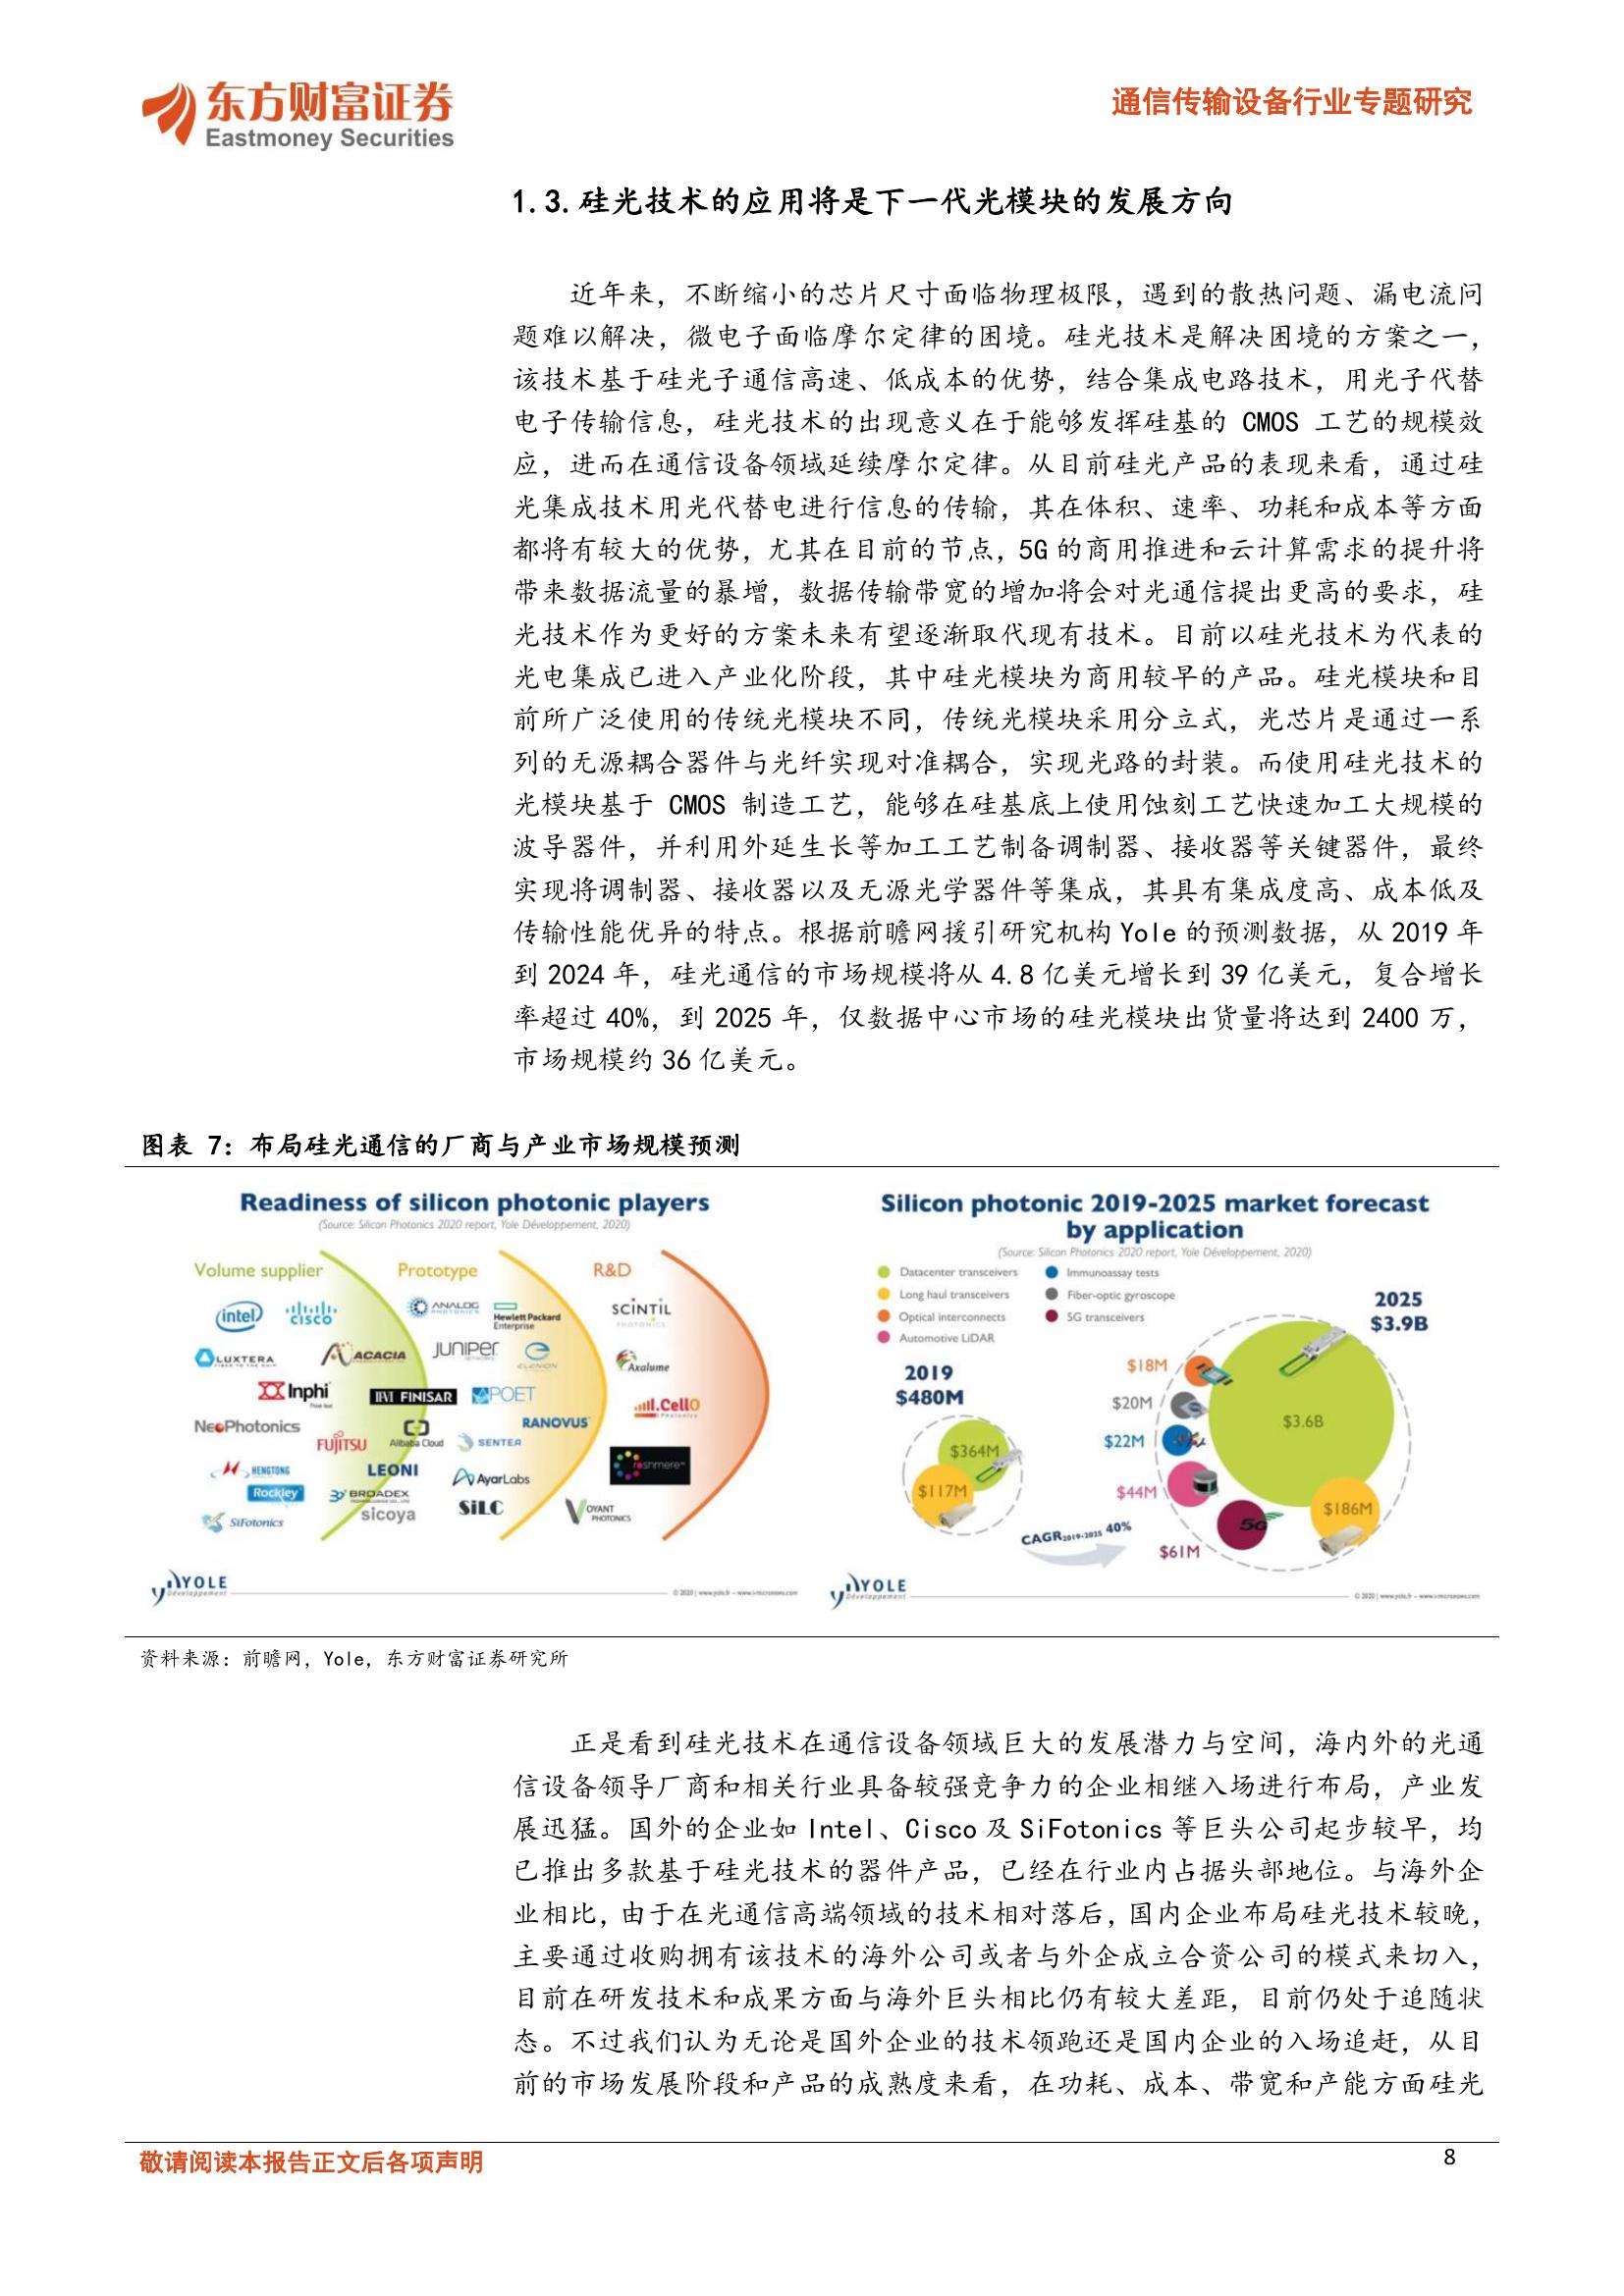 东方财富证券
Eastmoney Securities
通信传输设备行业专题研究
1.3.硅光技术的应用将是下一代光模块的发展方向
近年来，不断缩小的芯片尺寸面临物理极限，遇到的散热问题、漏电流问
题难以解决，微电子面临摩尔定律的困境。硅光技术是解决困境的方案之一，
该技术基于硅光子通信高速、低成本的优势，结合集成电路技术，用光子代替
电子传输信息，硅光技术的出现意义在于能够发挥硅基的 CMOS 工艺的规模效
应，进而在通信设备领域延续摩尔定律。从目前硅光产品的表现来看，通过硅
光集成技术用光代替电进行信息的传输，其在体积、速率、功耗和成本等方面
都将有较大的优势，尤其在目前的节点，5G 的商用推进和云计算需求的提升将
带来数据流量的暴增，数据传输带宽的增加将会对光通信提出更高的要求，硅
光技术作为更好的方案未来有望逐渐取代现有技术。目前以硅光技术为代表的
光电集成已进入产业化阶段，其中硅光模块为商用较早的产品。硅光模块和目
前所广泛使用的传统光模块不同，传统光模块采用分立式，光芯片是通过一系
列的无源耦合器件与光纤实现对准耦合，实现光路的封装。而使用硅光技术的
光模块基于 CMOS 制造工艺，能够在硅基底上使用蚀刻工艺快速加工大规模的
波导器件，并利用外延生长等加工工艺制备调制器、接收器等关键器件，最终
实现将调制器、接收器以及无源光学器件等集成，其具有集成度高、成本低及
传输性能优异的特点。根据前瞻网援引研究机构 Yole 的预测数据，从 2019 年
到 2024 年，硅光通信的市场规模将从 4.8 亿美元增长到 39 亿美元，复合增长
率超过 40%，到 2025 年，仅数据中心市场的硅光模块出货量将达到 2400 万，
市场规模约 36 亿美元。
图表 7：布局硅光通信的厂商与产业市场规模预测
Readiness of silicon photonic players
(Source: Silicon Photonics 2020 report, Yole Développement, 2020)
Volume supplier
Prototype
R&D
intel
cisco
ANALOG PHOTONICS
Hewlett Packard
Enterprise
SCINTIL
PHOTONICS
LUXTERA
ACACIA
JUNIPER
NETWORKS
ELENION
Axalume
Inphi
II-VI FINISAR
POET
CellO
NeoPhotonics
FUJITSU
Alibaba Cloud
SENTEA
RANOVUS
HENGTONG
LEONI
AyarLabs
Rockley
BROADEX
SiLC
SiFotonics
sicoya
VOYANT
PHOTONICS
YOLE
Développement
Silicon photonic 2019-2025 market forecast
by application
(Source: Silicon Photonics 2020 report, Yole Développement, 2020)
Datacenter transceivers
Immunoassay tests
Long haul transceivers
Fiber-optic gyroscope
Optical interconnects
5G transceivers
Automotive LiDAR
2019
$480M
2025
$3.9B
$364M
$117M
CAGR2019-2025 40%
$18M
$20M
$22M
$44M
$61M
$3.6B
$186M
5G
YOLE
Développement
资料来源：前瞻网，Yole，东方财富证券研究所
正是看到硅光技术在通信设备领域巨大的发展潜力与空间，海内外的光通
信设备领导厂商和相关行业具备较强竞争力的企业相继入场进行布局，产业发
展迅猛。国外的企业如 Intel、Cisco 及 SiFotonics 等巨头公司起步较早，均
已推出多款基于硅光技术的器件产品，已经在行业内占据头部地位。与海外企
业相比，由于在光通信高端领域的技术相对落后，国内企业布局硅光技术较晚，
主要通过收购拥有该技术的海外公司或者与外企成立合资公司的模式来切入，
目前在研发技术和成果方面与海外巨头相比仍有较大差距，目前仍处于追随状
态。不过我们认为无论是国外企业的技术领跑还是国内企业的入场追赶，从目
前的市场发展阶段和产品的成熟度来看，在功耗、成本、带宽和产能方面硅光
敬请阅读本报告正文后各项声明
8